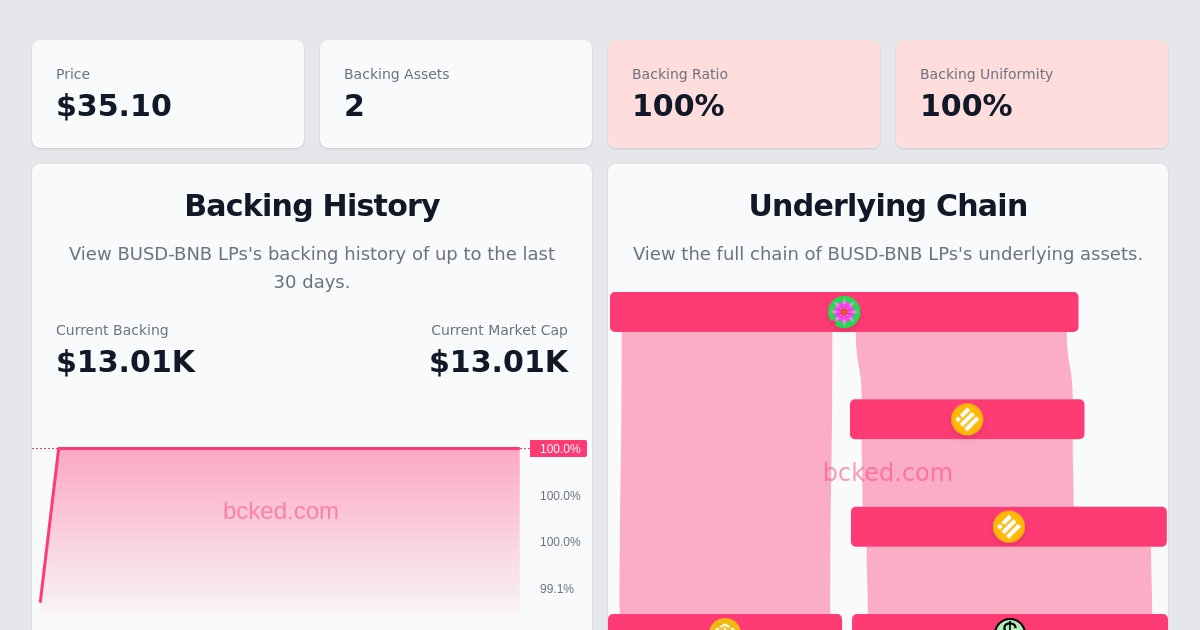 Price
$35.10
Backing Assets
2
Backing Ratio
100%
Backing Uniformity
100%
Backing History
View BUSD-BNB LPs's backing history of up to the last
30 days.
Current Backing
$13.01K
Current Market Cap
$13.01K
100.0%
100.0%
100.0%
99.1%
bcked.com
Underlying Chain
View the full chain of BUSD-BNB LPs's underlying assets.
bcked.com
$